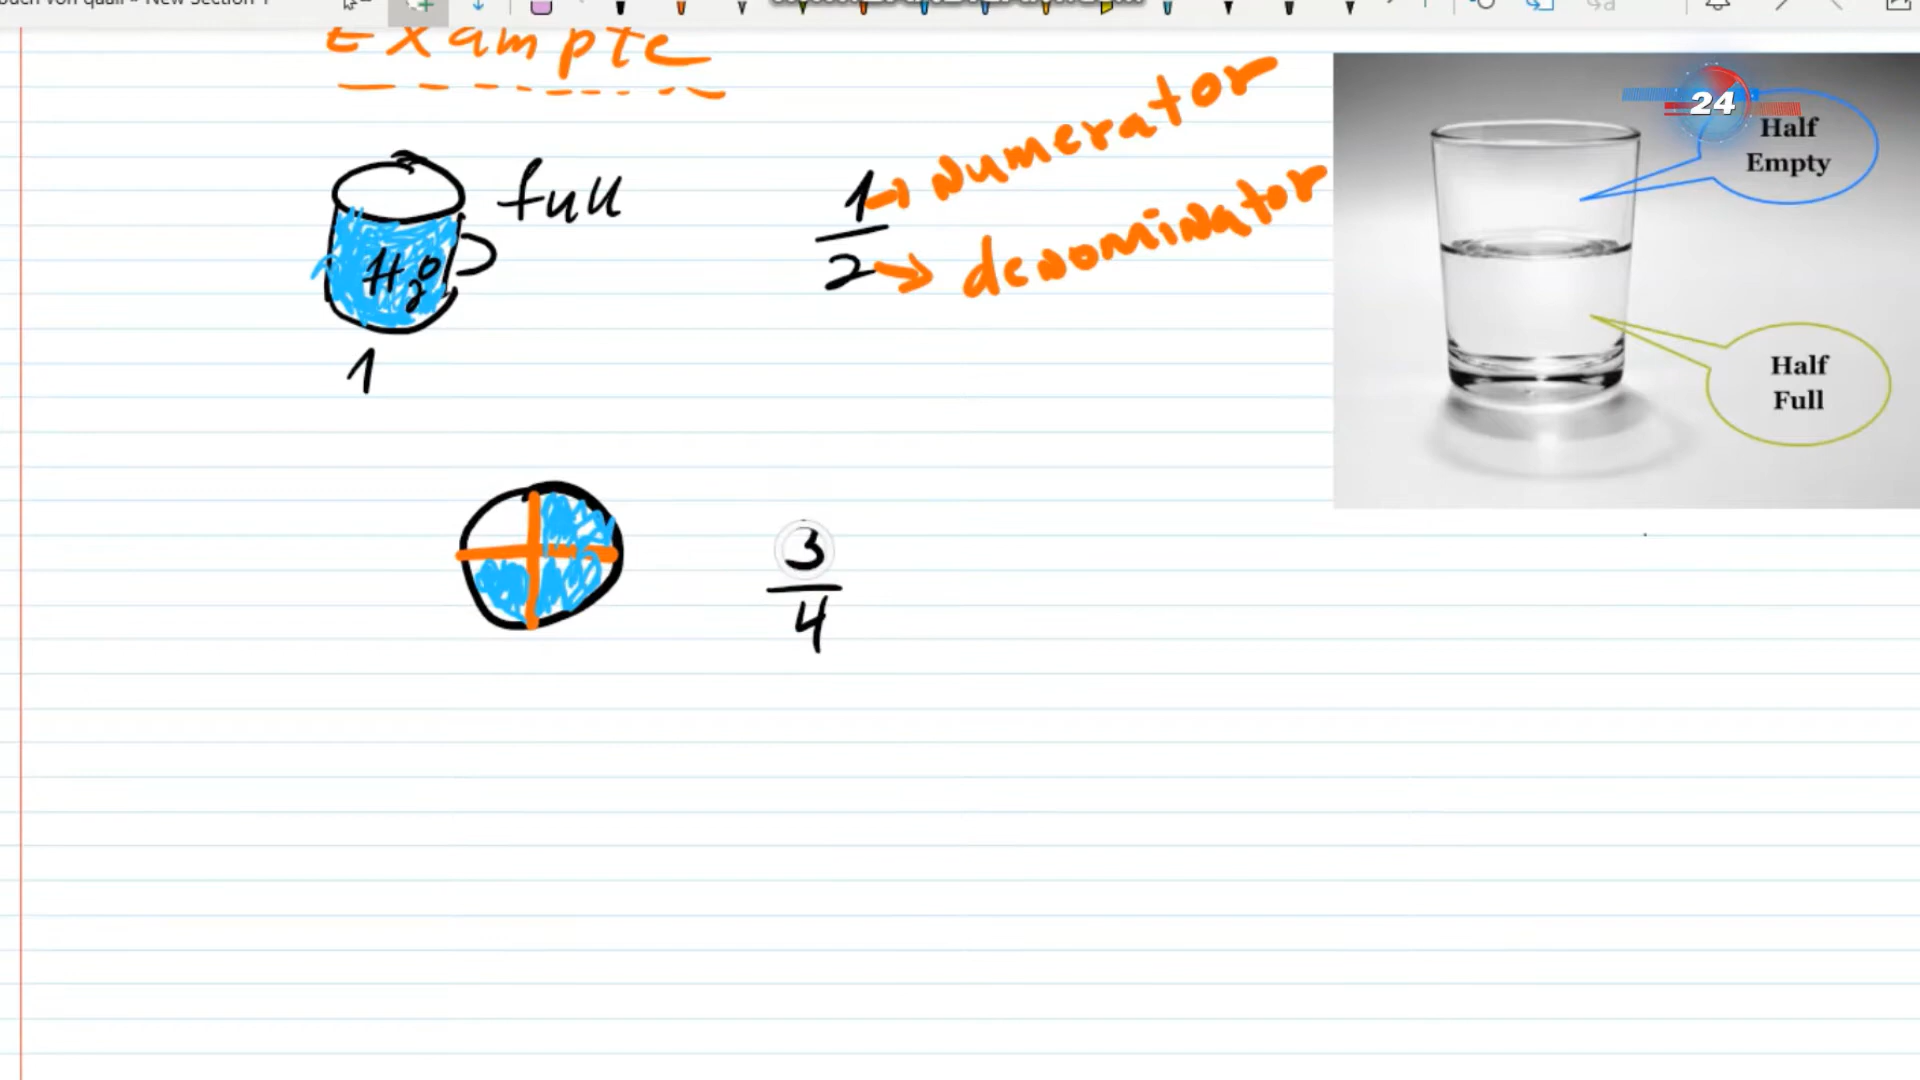 Example
full
H2O
1
1 → Numerator
2 → denominator
24
Half
Empty
Half
Full
3
4